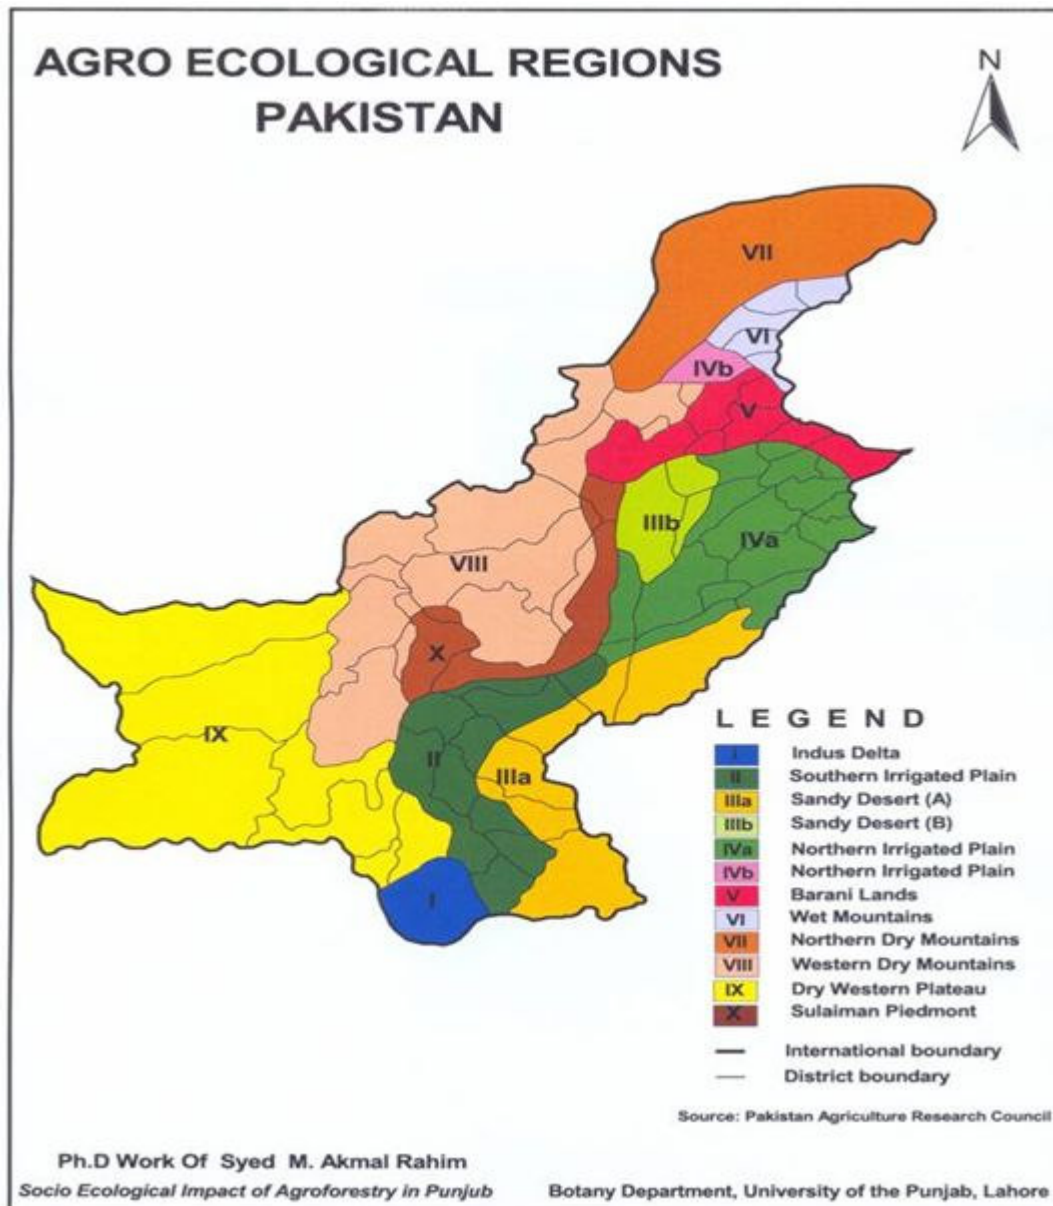 AGRO ECOLOGICAL REGIONS
PAKISTAN
N
VII
VI
IVb
V
IIIb
IVa
VIII
X
IX
II
IIIa
I
LEGEND
I Indus Delta
II Southern Irrigated Plain
IIIa Sandy Desert (A)
IIIb Sandy Desert (B)
IVa Northern Irrigated Plain
IVb Northern Irrigated Plain
V Barani Lands
VI Wet Mountains
VII Northern Dry Mountains
VIII Western Dry Mountains
IX Dry Western Plateau
X Sulaiman Piedmont
International boundary
District boundary
Source: Pakistan Agriculture Research Council
Ph.D Work Of Syed M. Akmal Rahim
Socio Ecological Impact of Agroforestry in Punjub
Botany Department, University of the Punjab, Lahore